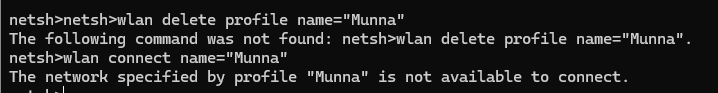 netsh>netsh>wlan delete profile name="Munna"
The following command was not found: netsh>wlan delete profile name="Munna".
netsh>wlan connect name="Munna"
The network specified by profile "Munna" is not available to connect.
netsh>